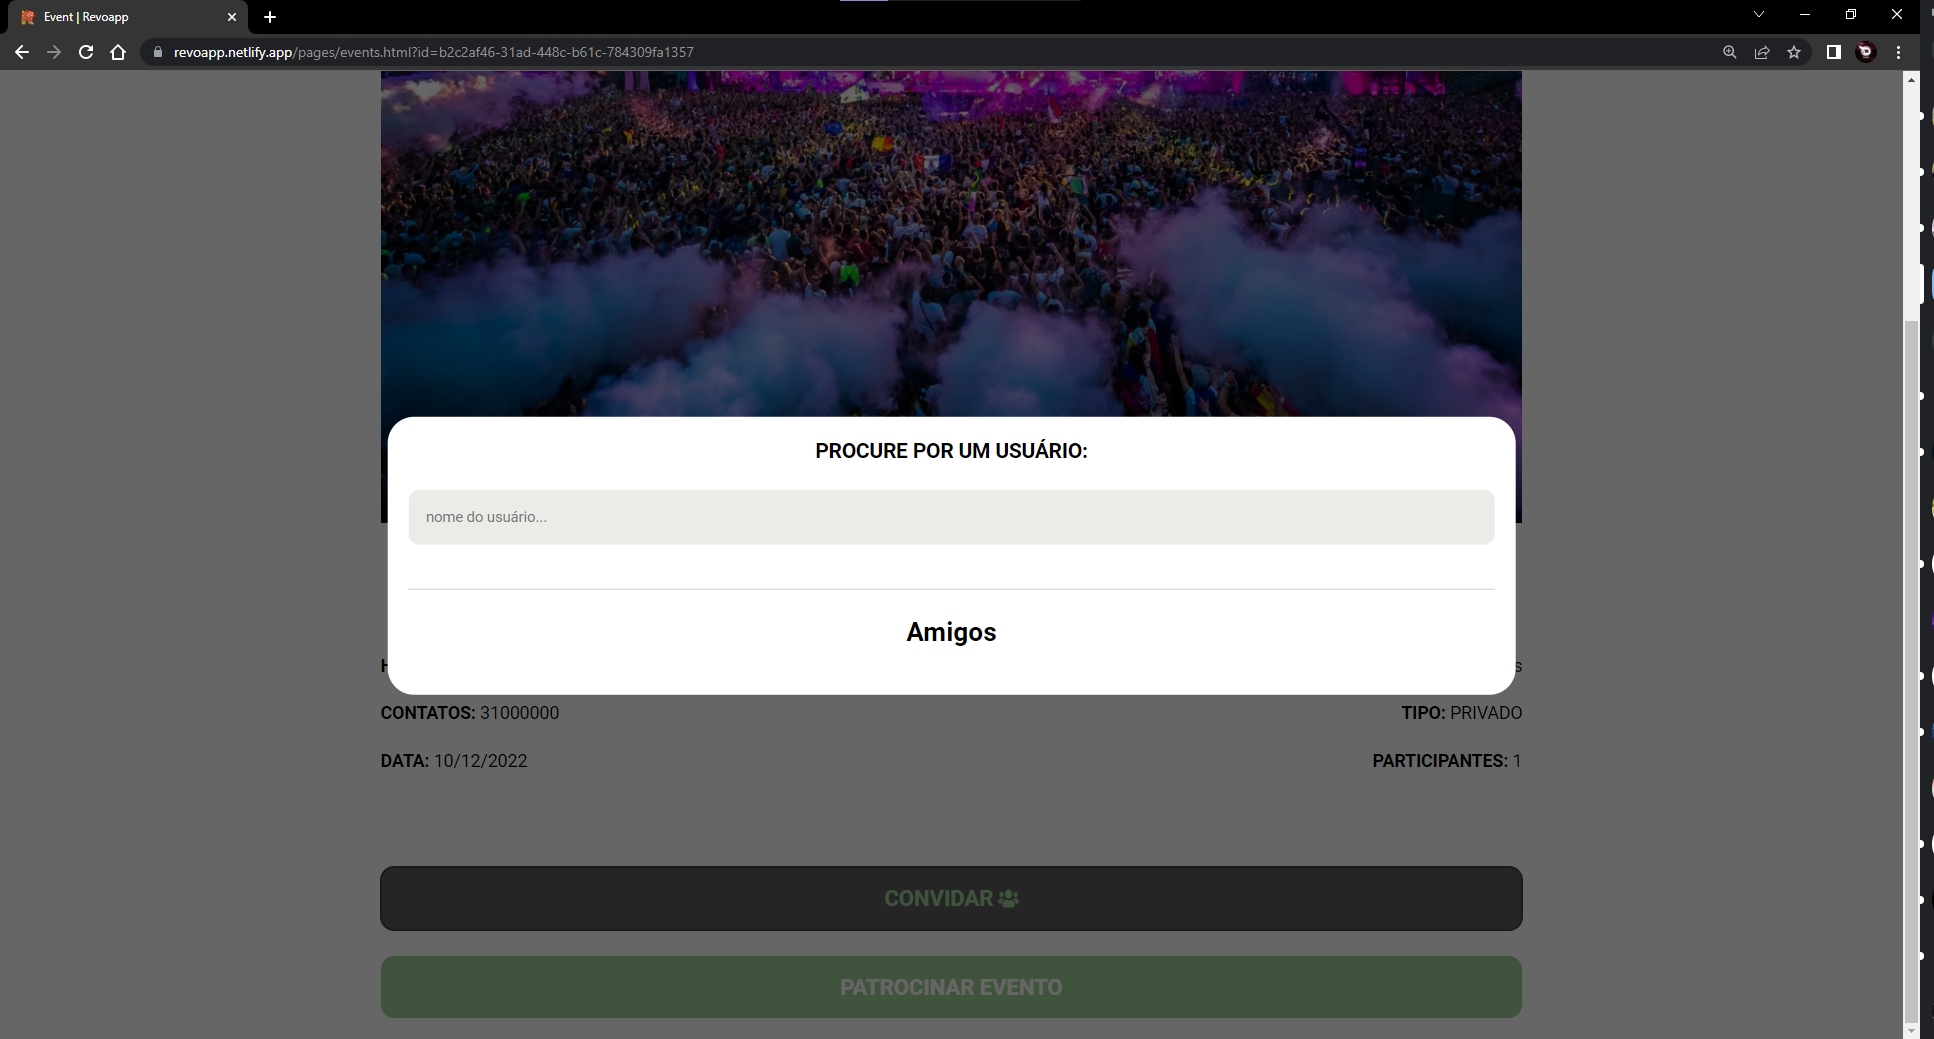 Event | Revoapp
revoapp.netlify.app/pages/events.html?id=b2c2af46-31ad-448c-b61c-784309fa1357
PROCURE POR UM USUÁRIO:
nome do usuário...
Amigos
CONTATOS: 31000000
TIPO: PRIVADO
DATA: 10/12/2022
PARTICIPANTES: 1
CONVIDAR
PATROCINAR EVENTO